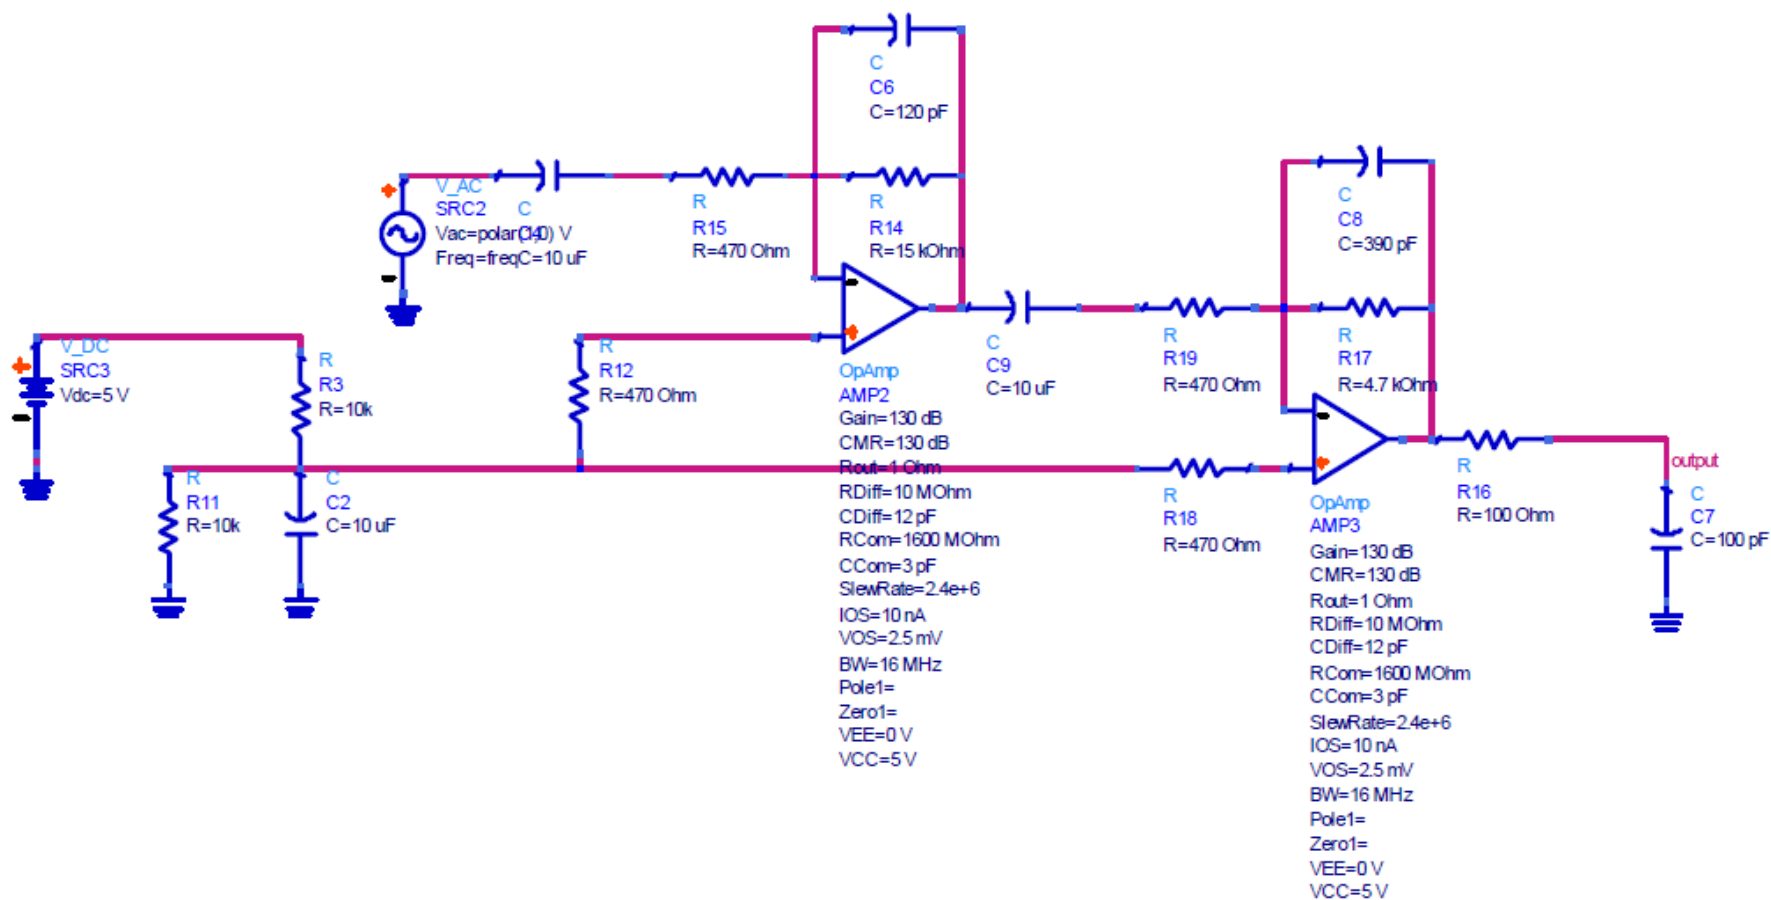 C
C6
C=120 pF
V_AC
SRC2
Vac=polar(1,0) V
Freq=freq
C
C=10 uF
R
R15
R=470 Ohm
R
R14
R=15 kOhm
C
C8
C=390 pF
V_DC
SRC3
Vdc=5 V
R
R3
R=10k
R
R12
R=470 Ohm
C
C9
C=10 uF
R
R19
R=470 Ohm
R
R17
R=4.7 kOhm
OpAmp
AMP2
Gain=130 dB
CMR=130 dB
Rout=1 Ohm
RDiff=10 MOhm
CDiff=12 pF
RCom=1600 MOhm
CCom=3 pF
SlewRate=2.4e+6
IOS=10 nA
VOS=2.5 mV
BW=16 MHz
Pole1=
Zero1=
VEE=0 V
VCC=5 V
R
R11
R=10k
C
C2
C=10 uF
R
R18
R=470 Ohm
OpAmp
AMP3
Gain=130 dB
CMR=130 dB
Rout=1 Ohm
RDiff=10 MOhm
CDiff=12 pF
RCom=1600 MOhm
CCom=3 pF
SlewRate=2.4e+6
IOS=10 nA
VOS=2.5 mV
BW=16 MHz
Pole1=
Zero1=
VEE=0 V
VCC=5 V
R
R16
R=100 Ohm
output
C
C7
C=100 pF